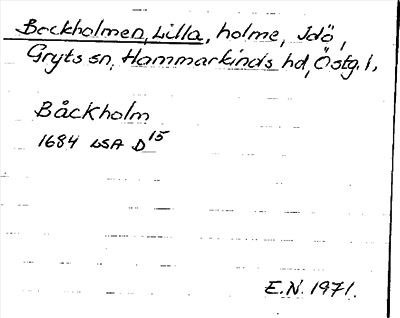 Bockholmen, Lilla, holme, Idö,
Gryts sn, Hammarkinds hd, Östg. l.
Båckholm
1684 LSA D15
E.N. 1971.